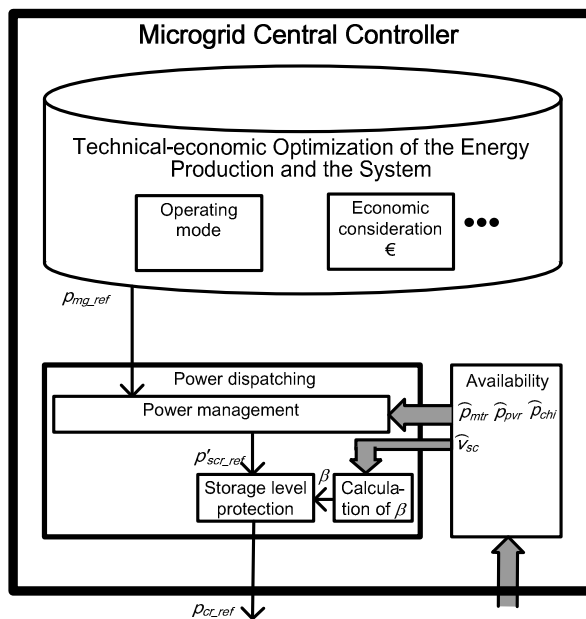 Microgrid Central Controller
Technical-economic Optimization of the Energy
Production and the System
Operating
mode
Economic
consideration
€
•••
p_mg_ref
Power dispatching
Power management
p'_scr_ref
β
Storage level
protection
Calcula-
tion of β
Availability
p̂_mtr p̂_pvr p̂_chi
v̂_sc
p_cr_ref